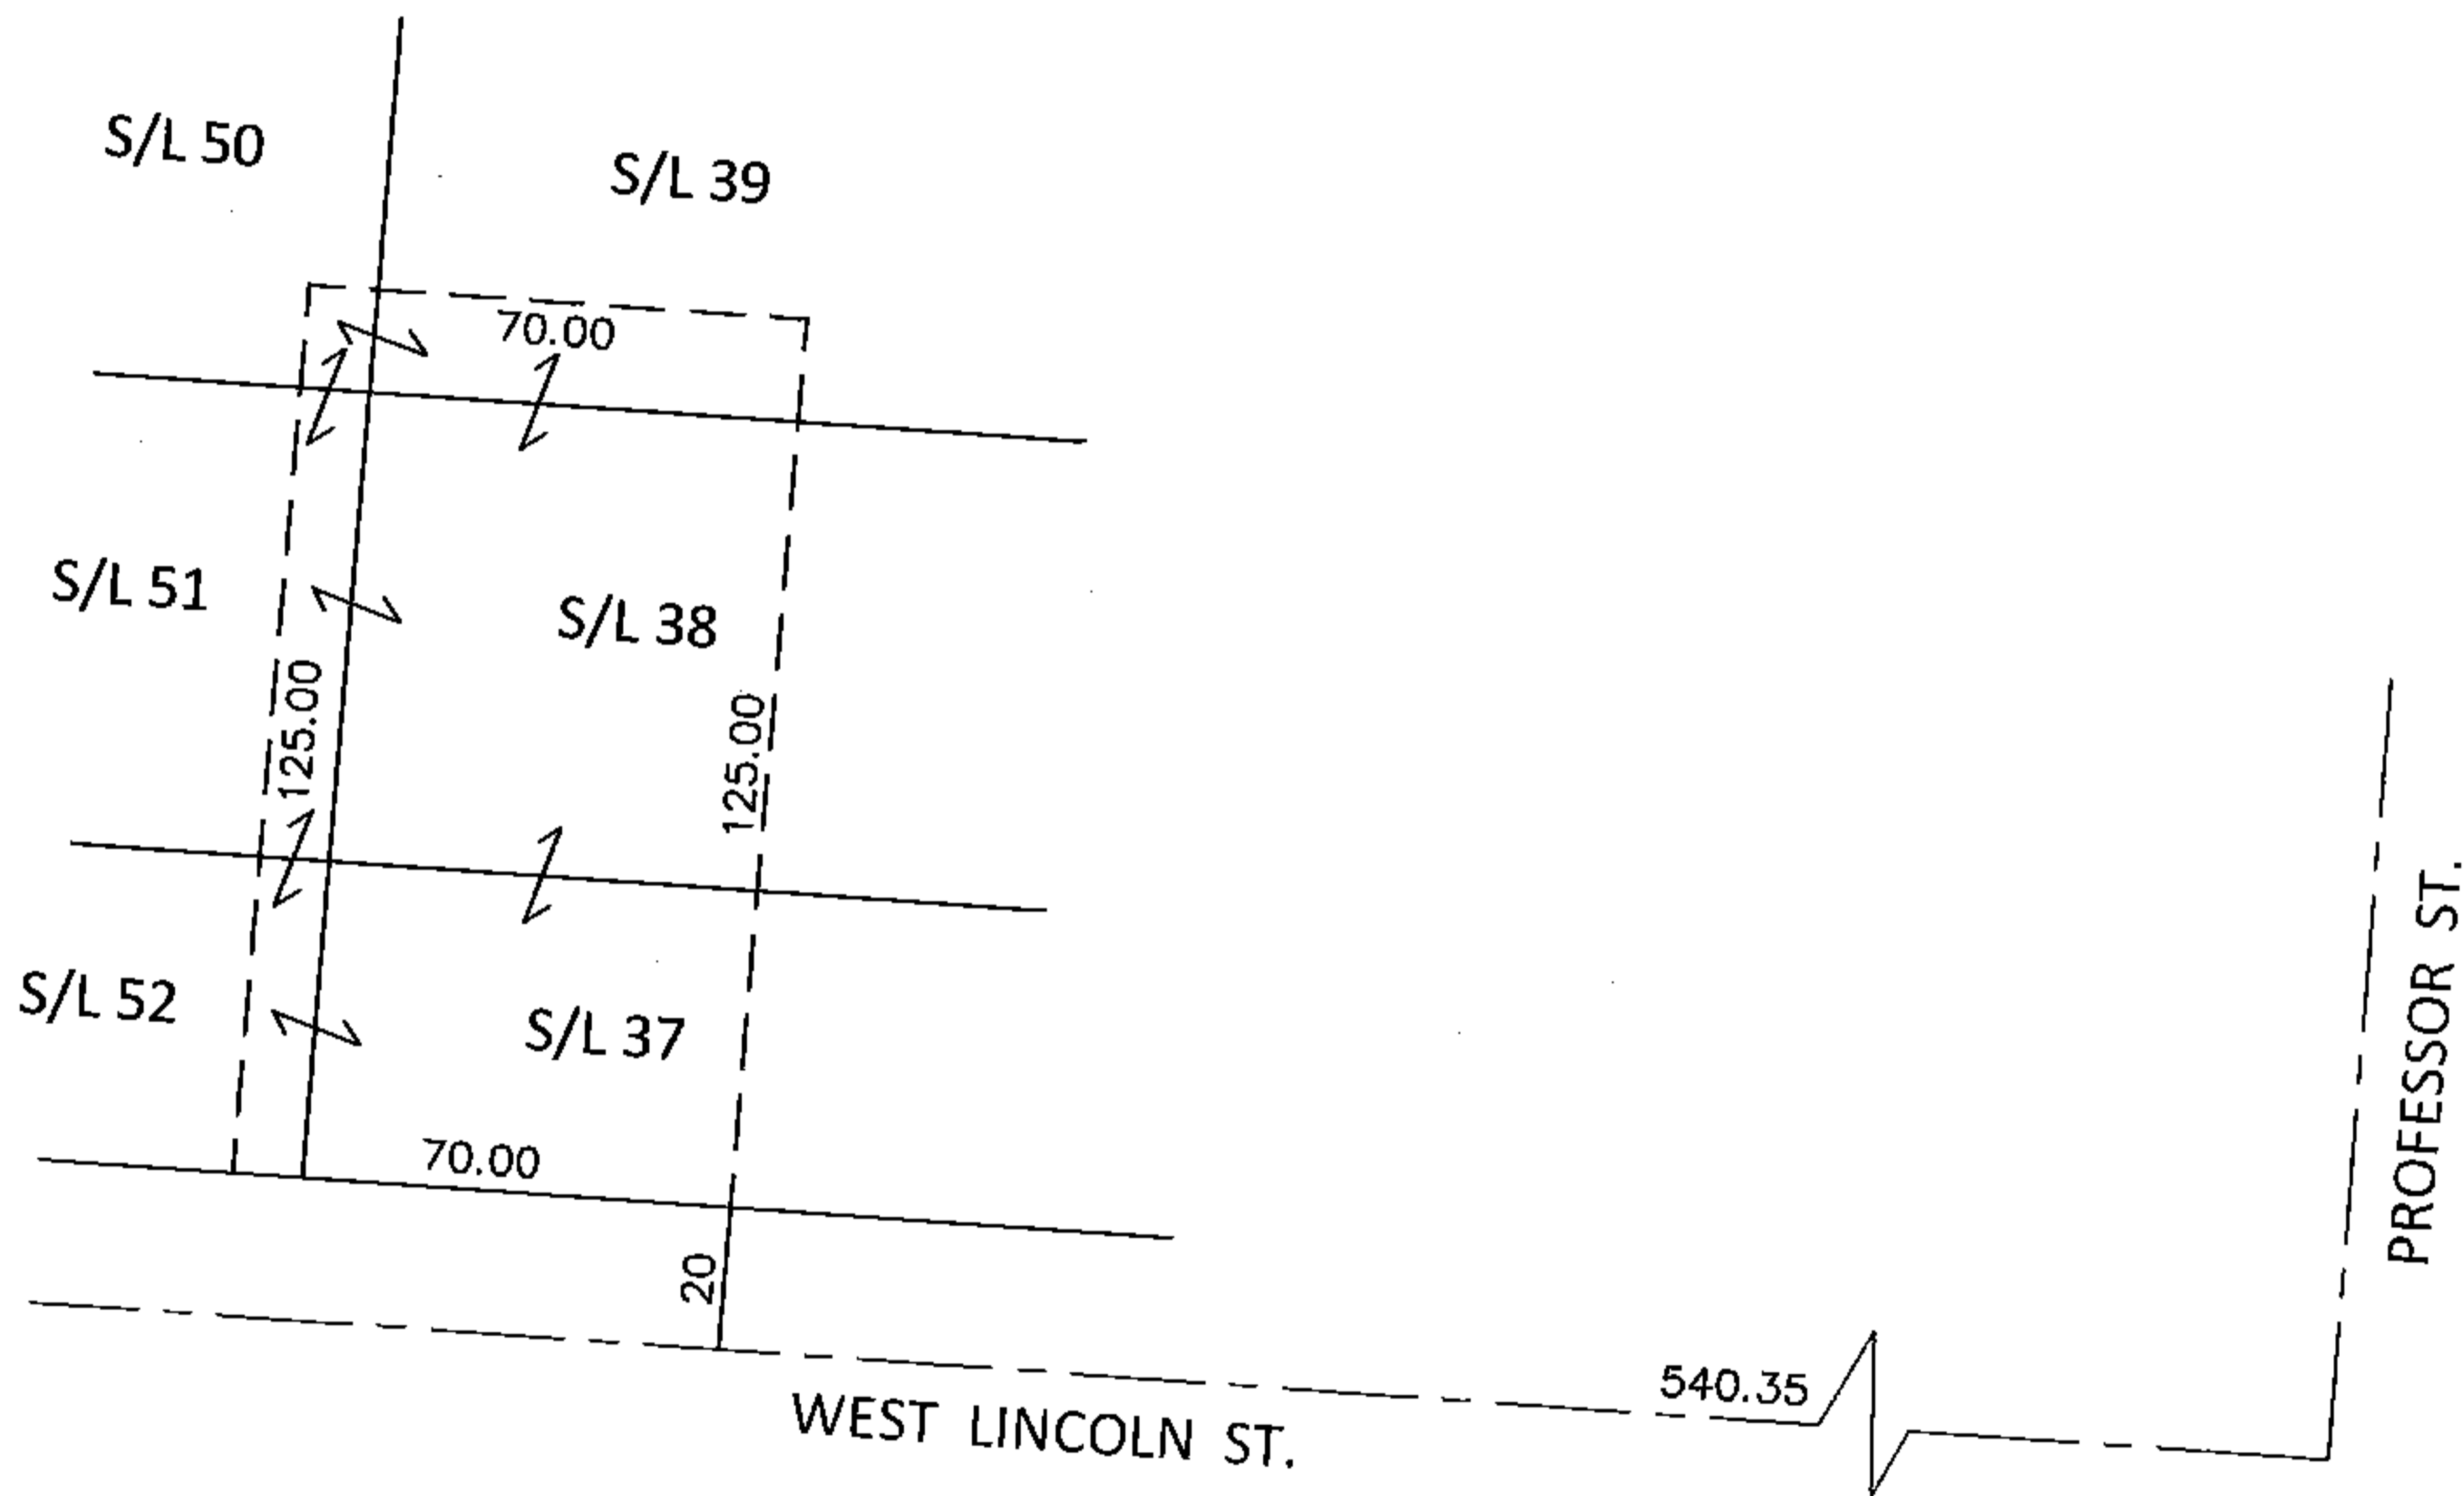 S/L 50
S/L 39
70.00
S/L 51
S/L 38
125.00
125.00
S/L 52
S/L 37
70.00
20
540.35
WEST LINCOLN ST.
PROFESSOR ST.